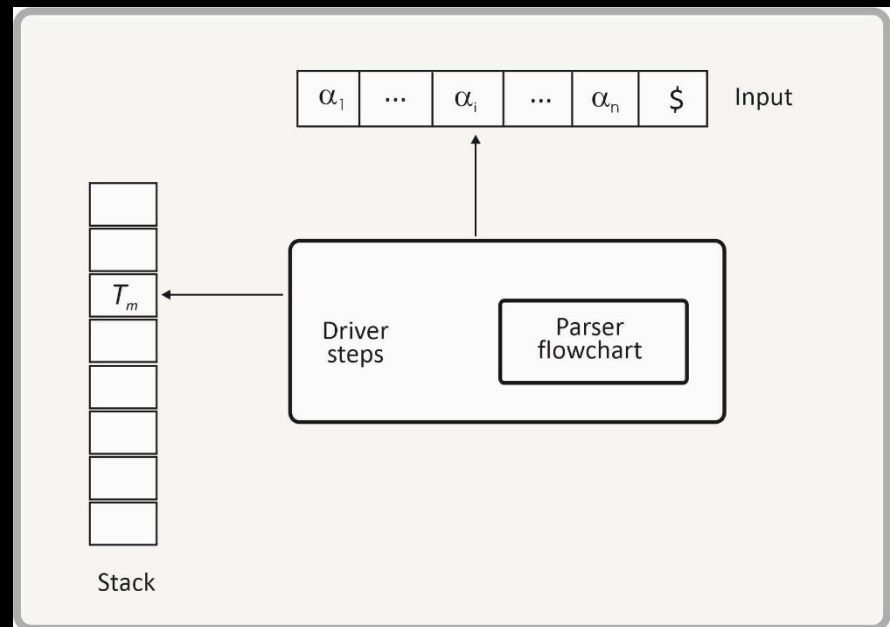 α₁ ... αᵢ ... αₙ $ Input
Tₘ
Driver
steps
Parser
flowchart
Stack